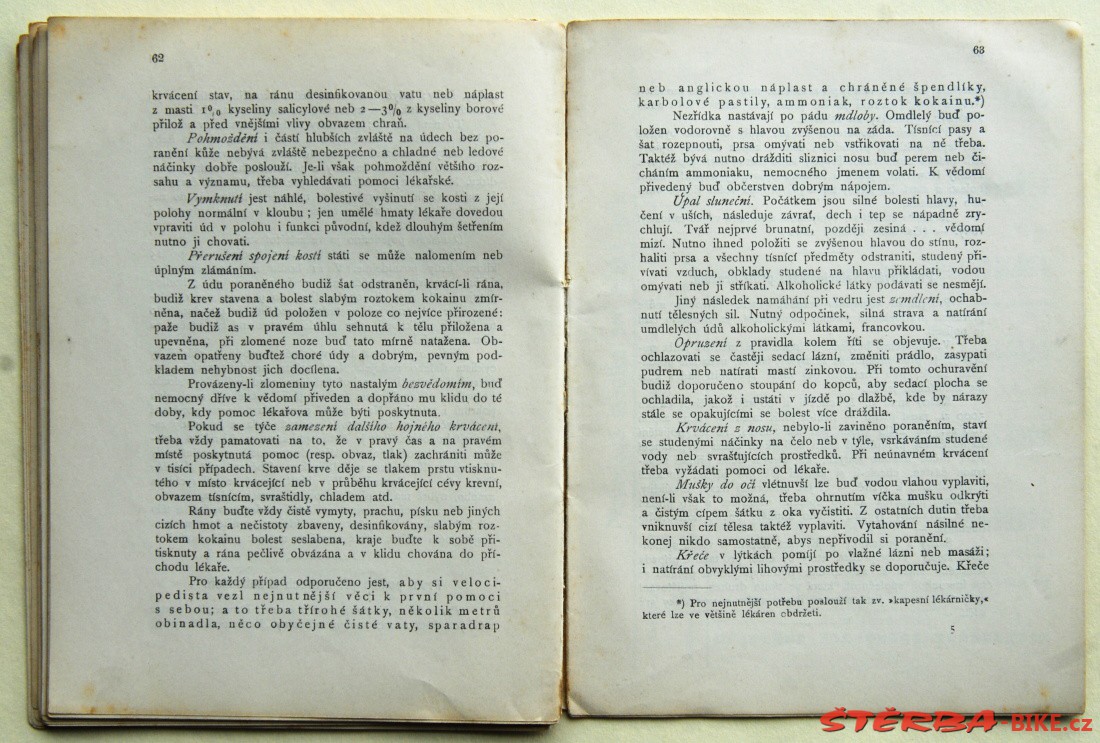 62
krvácení stav, na ránu desinfikovanou vatu neb náplast
z masti 1% kyseliny salicylové neb 2—3% z kyseliny borové
přilož a před vnějšími vlivy obvazem chraň.
Pohmoždění i částí hlubších zvláště na údech bez po-
ranění kůže nebývá zvláště nebezpečno a chladné neb ledové
náčinky dobře poslouží. Je-li však pohmoždění většího roz-
sahu a významu, třeba vyhledávati pomoci lékařské.
Vymknutí jest náhlé, bolestivé vyšinutí se kosti z její
polohy normální v kloubu; jen umělé hmaty lékaře dovedou
vpraviti úd v polohu i funkci původní, kdež dlouhým šetřením
nutno ji chovati.
Přerušení spojení kostí státi se může nalomením neb
úplným zlámáním.
Z údu poraněného budiž šat odstraněn, krvácí-li rána,
budiž krev stavena a bolest slabým roztokem kokainu zmír-
něna, načež budiž úd položen v poloze co nejvíce přirozené:
paže budiž as v pravém úhlu sehnutá k tělu přiložena a
upevněna, při zlomené noze buď tato mírně natažena. Ob-
vazem opatřeny buďtež choré údy a dobrým, pevným pod-
kladem nehybnost jich docílena.
Provázeny-li zlomeniny tyto nastalým bezvědomím, buď
nemocný dříve k vědomí přiveden a dopřáno mu klidu do té
doby, kdy pomoc lékařova může býti poskytnuta.
Pokud se týče zamezení dalšího hojného krvácení,
třeba vždy pamatovati na to, že v pravý čas a na pravém
místě poskytnutá pomoc (resp. obvaz, tlak) zachrániti může
v tisíci případech. Stavení krve děje se tlakem prstu vtisknu-
tého v místo krvácející neb v průběhu krvácející cévy krevní,
obvazem tísnícím, svraštidly, chladem atd.
Rány buďte vždy čistě vymyty, prachu, písku neb jiných
cizích hmot a nečistoty zbaveny, desinfikovány, slabým roz-
tokem kokainu bolest seslabena, kraje buďte k sobě při-
tisknuty a rána pečlivě obvázána a v klidu chována do pří-
chodu lékaře.
Pro každý případ odporučeno jest, aby si veloci-
pedista vezl nejnutnější věci k první pomoci
s sebou; a to třeba třírohé šátky, několik metrů
obinadla, něco obyčejné čisté vaty, sparadrap
63
neb anglickou náplast a chráněné špendlíky,
karbolové pastily, ammoniak, roztok kokainu.*)
Nezřídka nastávají po pádu mdloby. Omdlelý buď po-
ložen vodorovně s hlavou zvýšenou na záda. Tísnící pasy a
šat rozepnouti, prsa omývati neb vstřikovati na ně třeba.
Taktéž bývá nutno drážditi sliznici nosu buď perem neb či-
cháním ammoniaku, nemocného jmenem volati. K vědomí
přivedený buď občerstven dobrým nápojem.
Úpal sluneční. Počátkem jsou silné bolesti hlavy, hu-
čení v uších, následuje závrať, dech i tep se nápadně zry-
chlují. Tvář nejprvé brunatní, později zesiná . . . vědomí
mizí. Nutno ihned položiti se zvýšenou hlavou do stínu, roz-
haliti prsa a všechny tísnící předměty odstraniti, studený při-
vívati vzduch, obklady studené na hlavu přikládati, vodou
omývati neb ji stříkati. Alkoholické látky podávati se nesmějí.
Jiný následek namáhání při vedru jest zemdlení, ochab-
nutí tělesných sil. Nutný odpočinek, silná strava a natírání
umdlelých údů alkoholickými látkami, francovkou.
Opruzení z pravidla kolem říti se objevuje. Třeba
ochlazovati se častěji sedací lázní, změniti prádlo, zasypati
pudrem neb natírati mastí zinkovou. Při tomto ochuravění
budiž doporučeno stoupání do kopců, aby sedací plocha se
ochladila, jakož i ustáti v jízdě po dlažbě, kde by nárazy
stále se opakujícími se bolest více dráždila.
Krvácení z nosu, nebylo-li zaviněno poraněním, staví
se studenými náčinky na čelo neb v týle, vsrkáváním studené
vody neb svrašťujících prostředků. Při neúnavném krvácení
třeba vyžádati pomoci od lékaře.
Mušky do očí vlétnuvší lze buď vodou vlahou vyplaviti,
není-li však to možná, třeba ohrnutím víčka mušku odkrýti
a čistým cípem šátku z oka vyčistiti. Z ostatních dutin třeba
vniknuvší cizí tělesa taktéž vyplaviti. Vytahování násilné ne-
konej nikdo samostatně, abys nepřivodil si poranění.
Křeče v lýtkách pomíjí po vlažné lázni neb masáži;
i natírání obvyklými lihovými prostředky se doporučuje. Křeče
*) Pro nejnutnější potřebu poslouží tak zv. »kapesní lékárničky,«
které lze ve většině lékáren obdržeti.
5
ŠTĚRBA-BIKE.cz